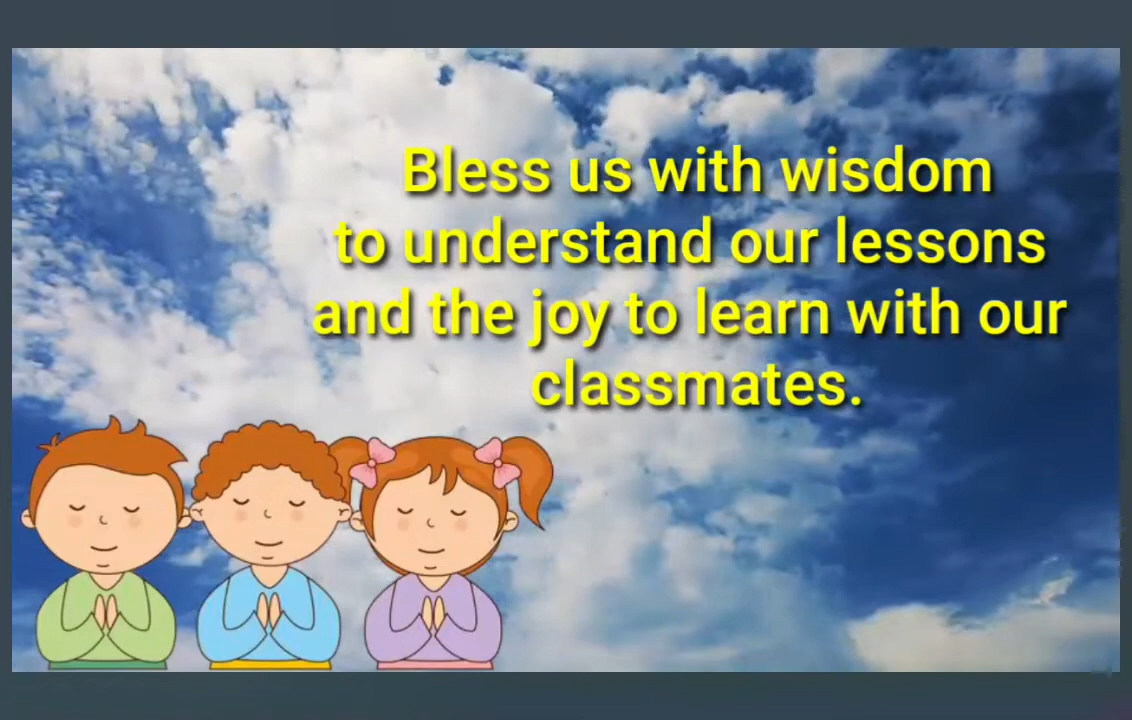 Bless us with wisdom
to understand our lessons
and the joy to learn with our
classmates.